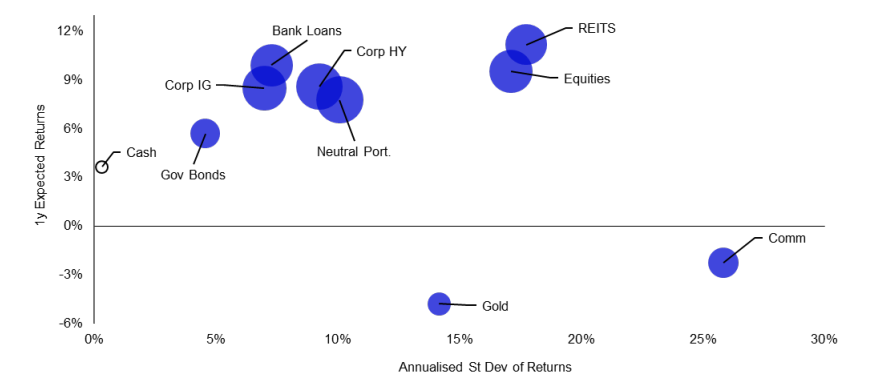 12%
9%
6%
3%
0%
-3%
-6%
1y Expected Returns
Bank Loans
REITS
Corp HY
Equities
Corp IG
Neutral Port.
Cash
Gov Bonds
Comm
Gold
0%
5%
10%
15%
20%
25%
30%
Annualised St Dev of Returns